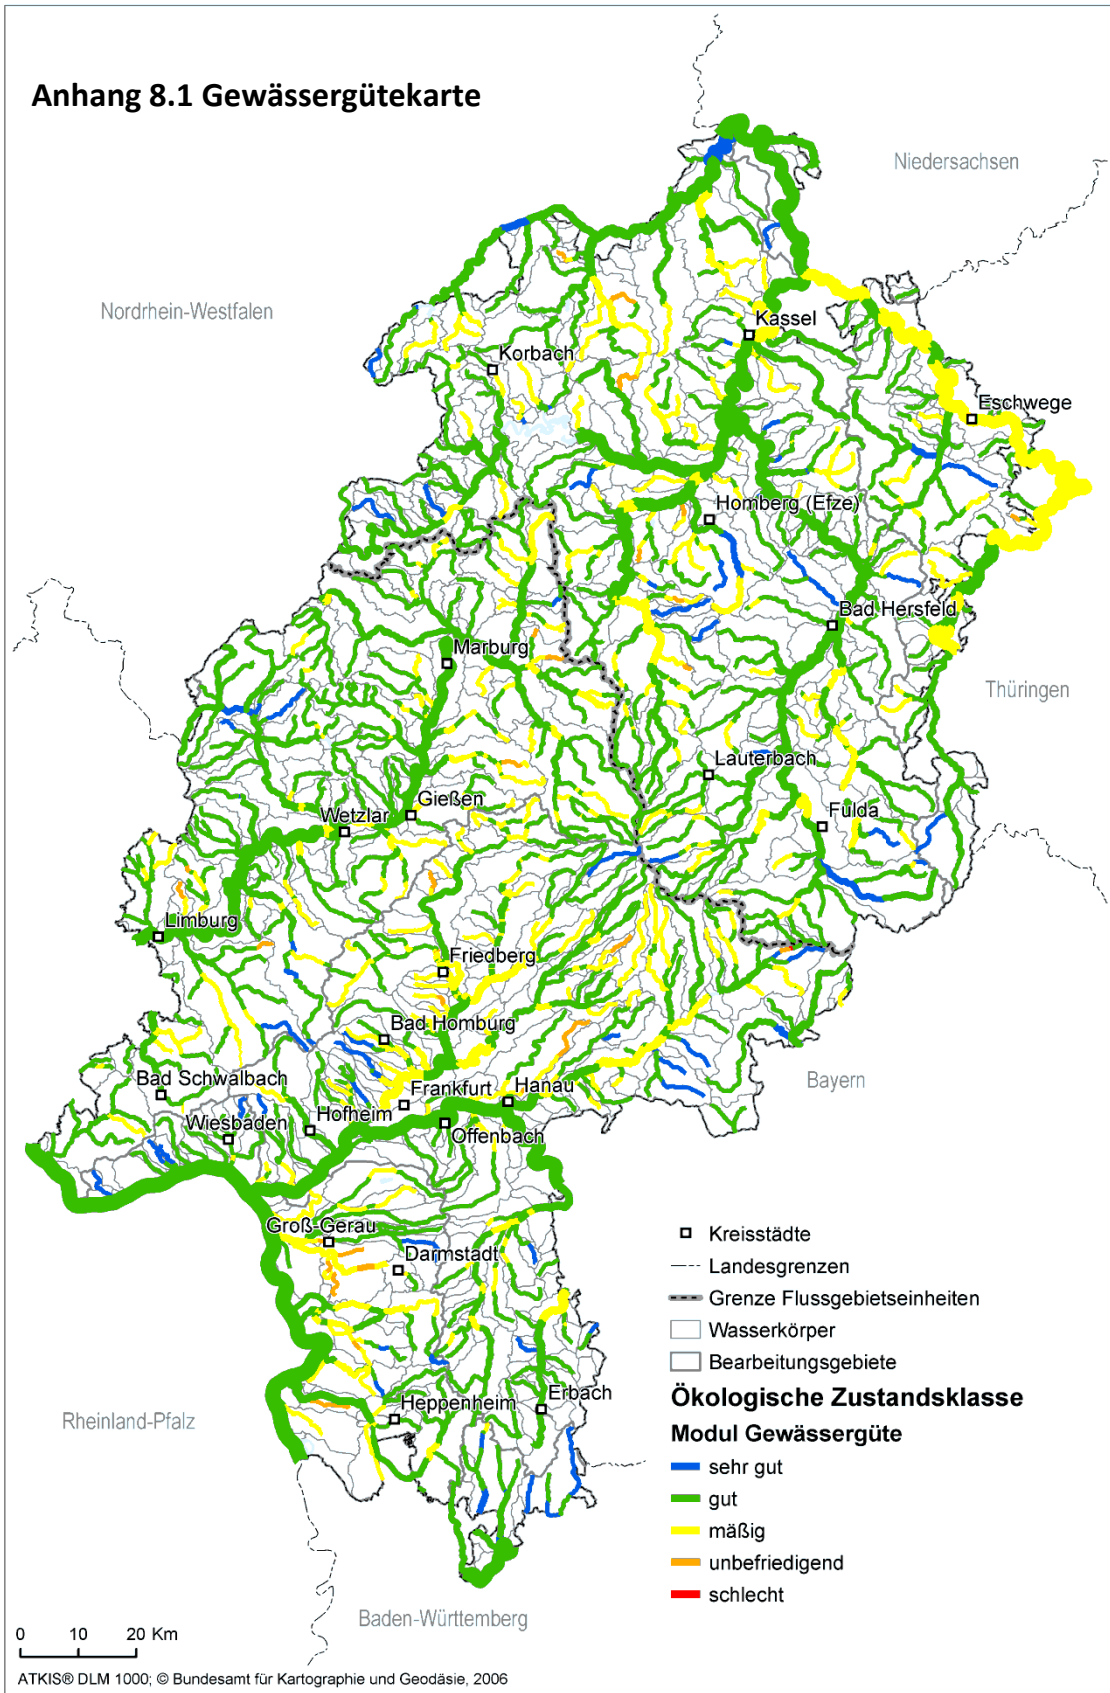 Anhang 8.1 Gewässergütekarte
Niedersachsen
Nordrhein-Westfalen
Kassel
Korbach
Eschwege
Homberg (Efze)
Bad Hersfeld
Marburg
Thüringen
Lauterbach
Gießen
Fulda
Wetzlar
Limburg
Friedberg
Bad Homburg
Bayern
Bad Schwalbach
Frankfurt
Hanau
Hofheim
Wiesbaden
Offenbach
Groß-Gerau
Darmstadt
Erbach
Heppenheim
Rheinland-Pfalz
Baden-Württemberg
Kreisstädte
Landesgrenzen
Grenze Flussgebietseinheiten
Wasserkörper
Bearbeitungsgebiete
Ökologische Zustandsklasse
Modul Gewässergüte
sehr gut
gut
mäßig
unbefriedigend
schlecht
0 10 20 Km
ATKIS® DLM 1000; © Bundesamt für Kartographie und Geodäsie, 2006